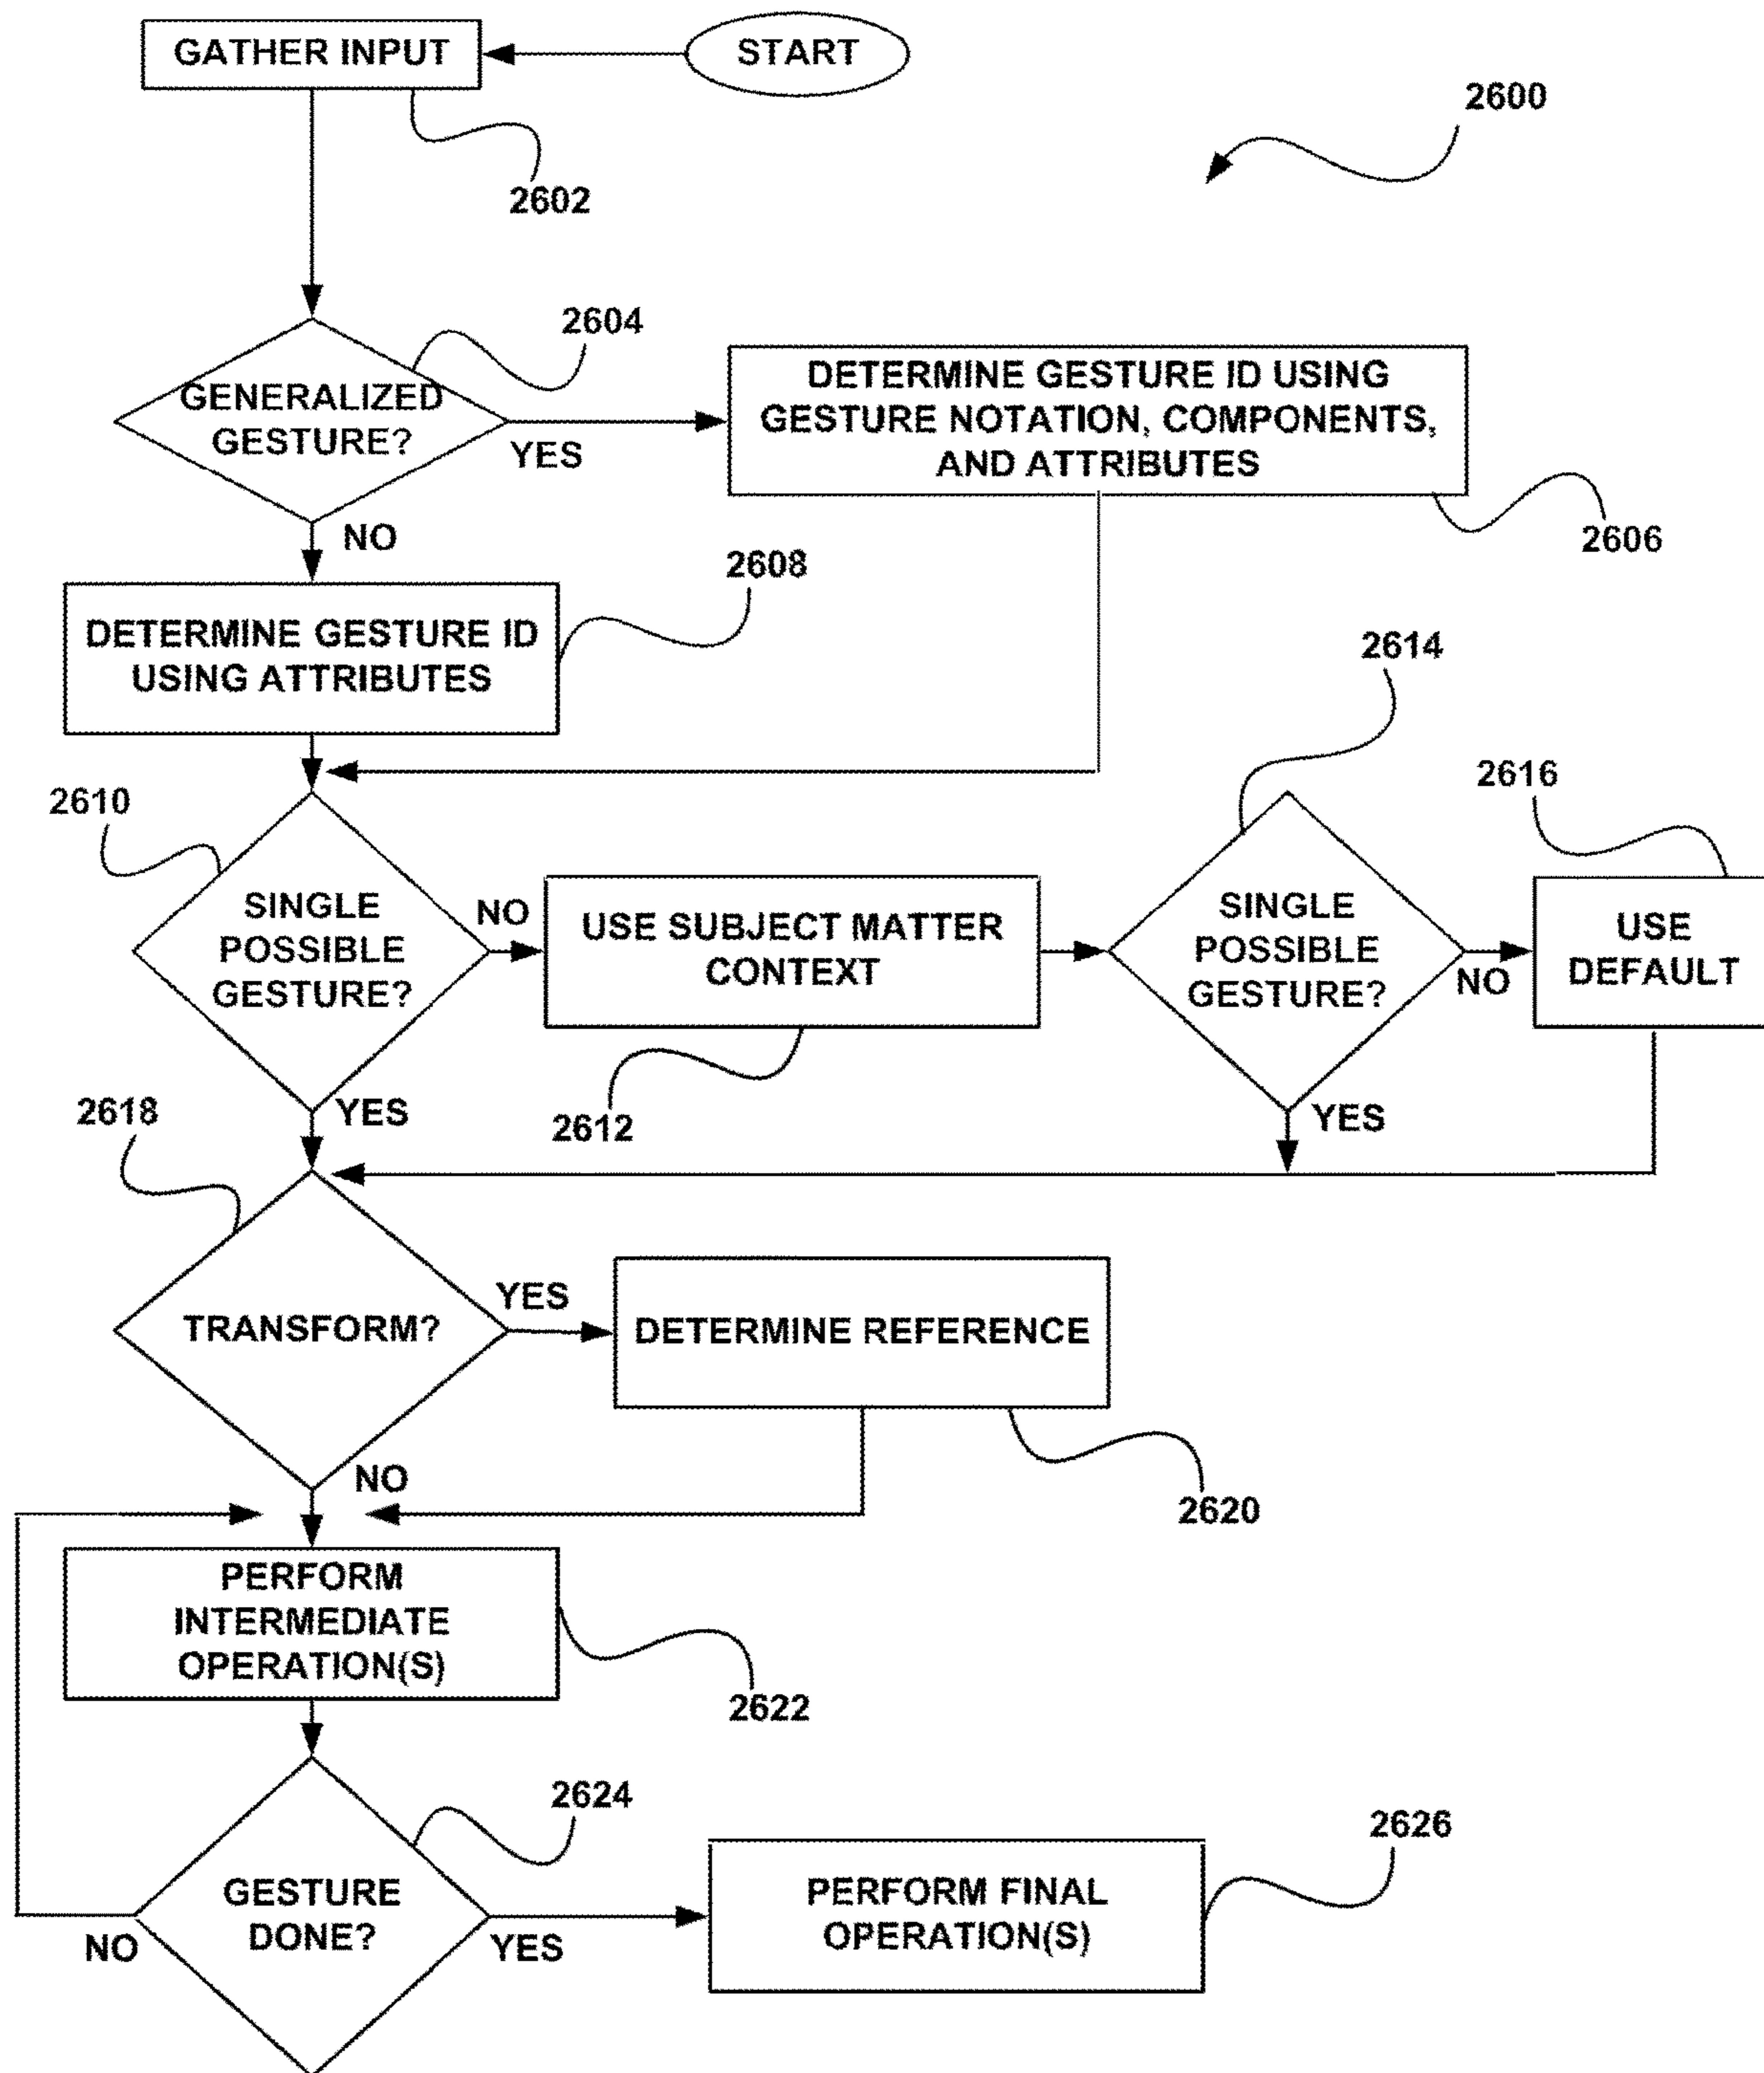 GATHER INPUT
START
2600
2602
2604
GENERALIZED
GESTURE?
YES
DETERMINE GESTURE ID USING
GESTURE NOTATION, COMPONENTS,
AND ATTRIBUTES
2606
NO
2608
DETERMINE GESTURE ID
USING ATTRIBUTES
2614
2616
2610
SINGLE
POSSIBLE
GESTURE?
NO
USE SUBJECT MATTER
CONTEXT
SINGLE
POSSIBLE
GESTURE?
NO
USE
DEFAULT
2618
YES
2612
YES
TRANSFORM?
YES
DETERMINE REFERENCE
NO
2620
PERFORM
INTERMEDIATE
OPERATION(S)
2622
2624
2626
GESTURE
DONE?
NO
YES
PERFORM FINAL
OPERATION(S)